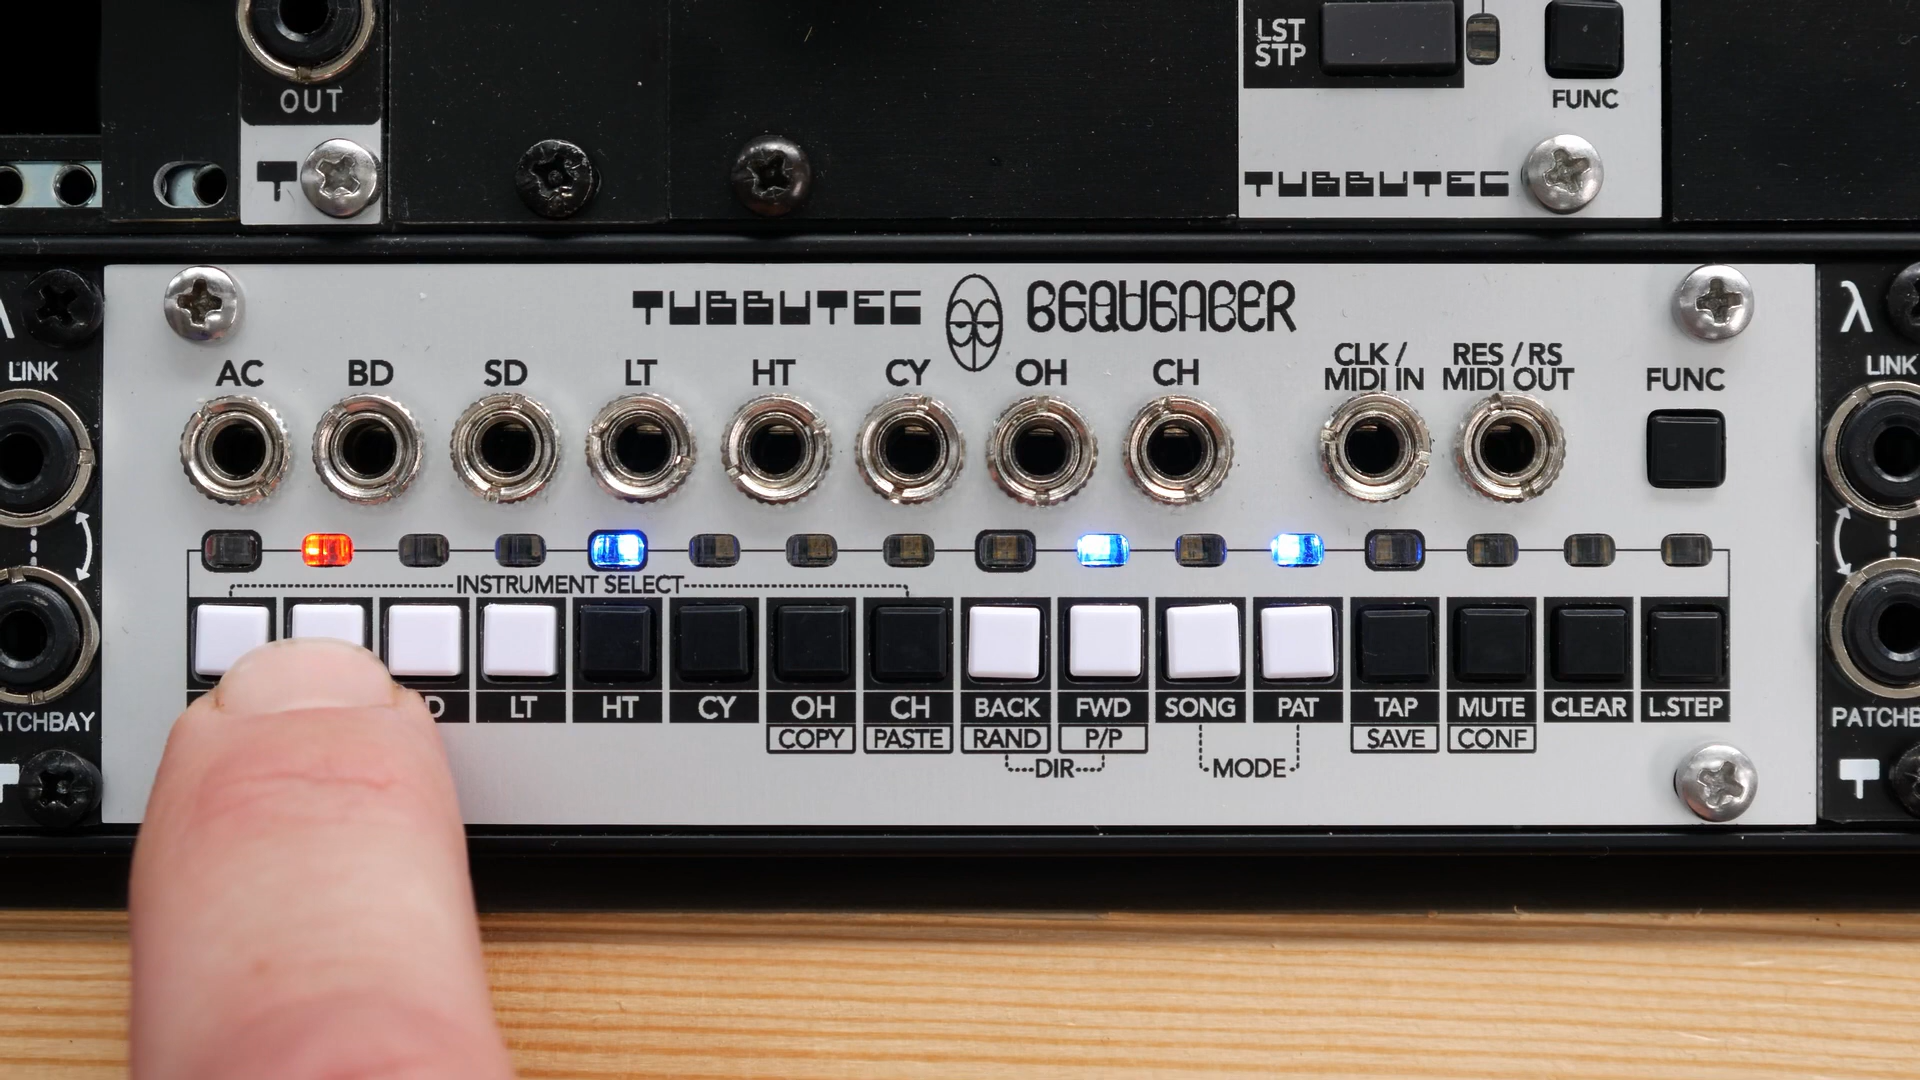 OUT
LST
STP
FUNC
TUBBUTEC
TUBBUTEC BEQUENCER
AC BD SD LT HT CY OH CH
CLK / MIDI IN
RES / RS MIDI OUT
FUNC
λ
LINK
LINK
INSTRUMENT SELECT
D LT HT CY OH CH BACK FWD SONG PAT TAP MUTE CLEAR L.STEP
COPY PASTE RAND P/P SAVE CONF
DIR MODE
ATCHBAY
PATCHB